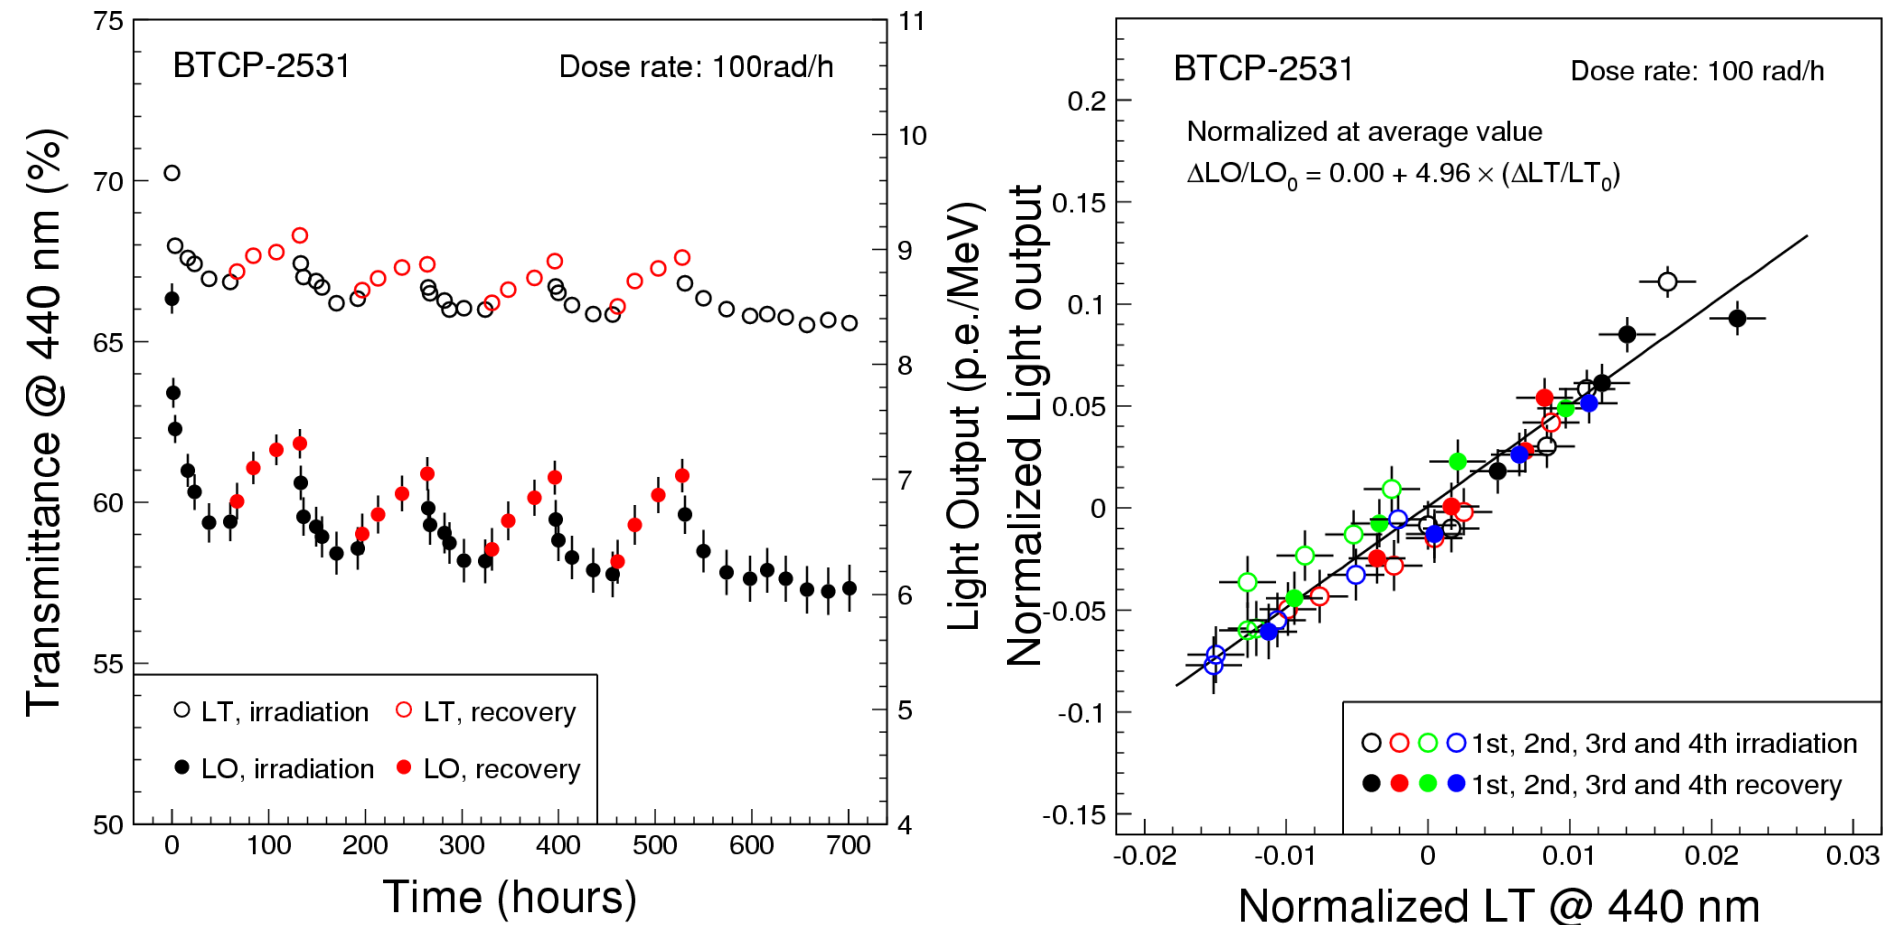 BTCP-2531
Dose rate: 100rad/h
Transmittance @ 440 nm (%)
75
70
65
60
55
50
11
10
9
8
7
6
5
4
Light Output (p.e./MeV)
LT, irradiation
LT, recovery
LO, irradiation
LO, recovery
0 100 200 300 400 500 600 700
Time (hours)
BTCP-2531
Dose rate: 100 rad/h
Normalized at average value
ΔLO/LO₀ = 0.00 + 4.96 × (ΔLT/LT₀)
Normalized Light output
0.2
0.15
0.1
0.05
0
-0.05
-0.1
-0.15
1st, 2nd, 3rd and 4th irradiation
1st, 2nd, 3rd and 4th recovery
-0.02 -0.01 0 0.01 0.02 0.03
Normalized LT @ 440 nm